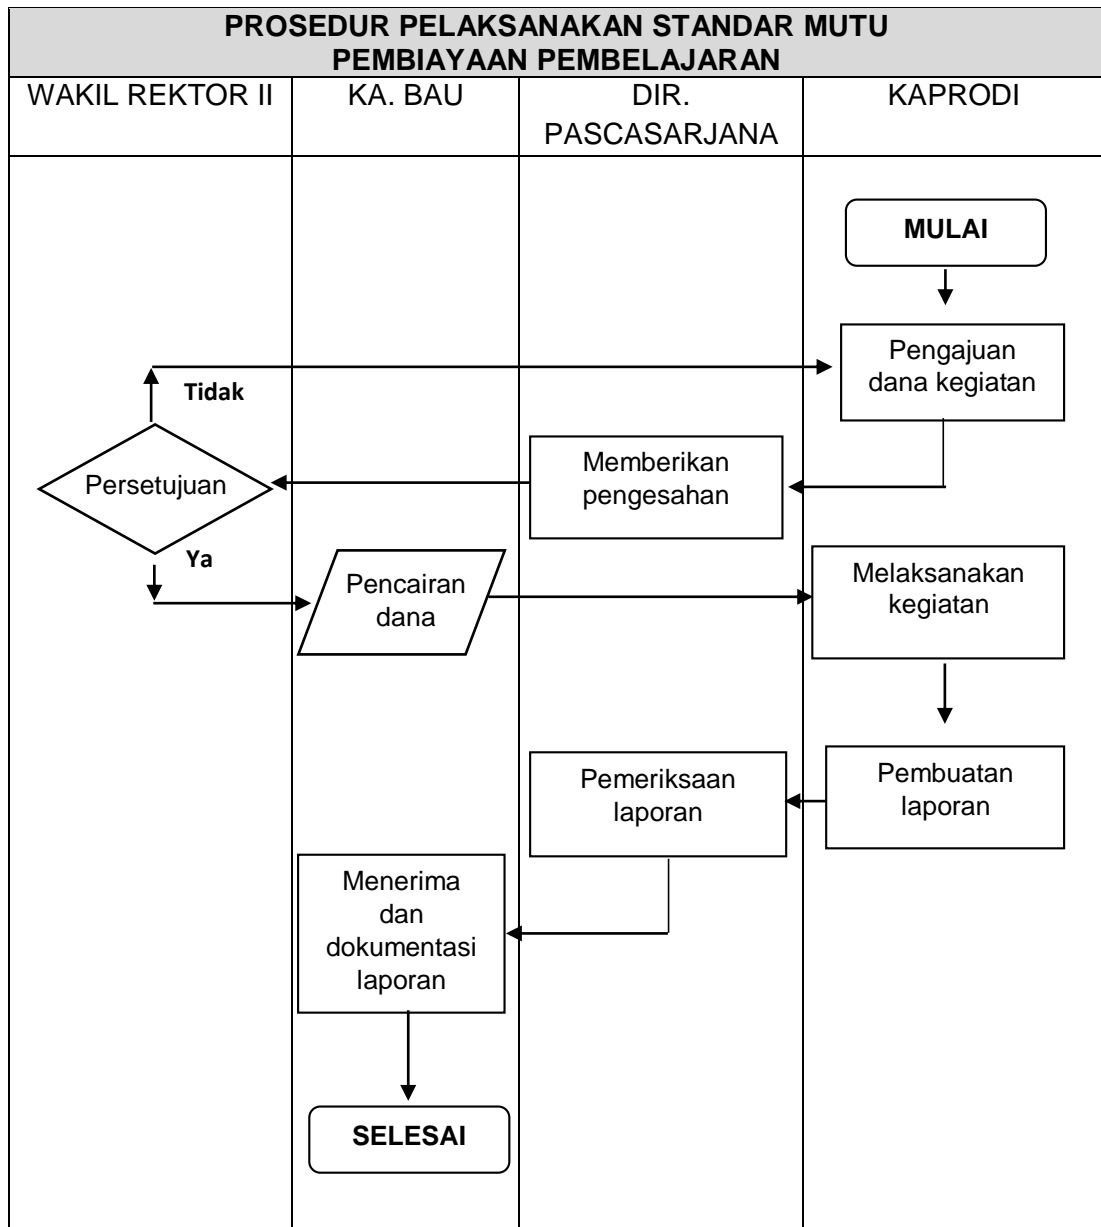 PROSEDUR PELAKSANAKAN STANDAR MUTU
PEMBIAYAAN PEMBELAJARAN
WAKIL REKTOR II
KA. BAU
DIR.
PASCASARJANA
KAPRODI
MULAI
Pengajuan
dana kegiatan
Tidak
Memberikan
pengesahan
Persetujuan
Ya
Pencairan
dana
Melaksanakan
kegiatan
Pembuatan
laporan
Pemeriksaan
laporan
Menerima
dan
dokumentasi
laporan
SELESAI